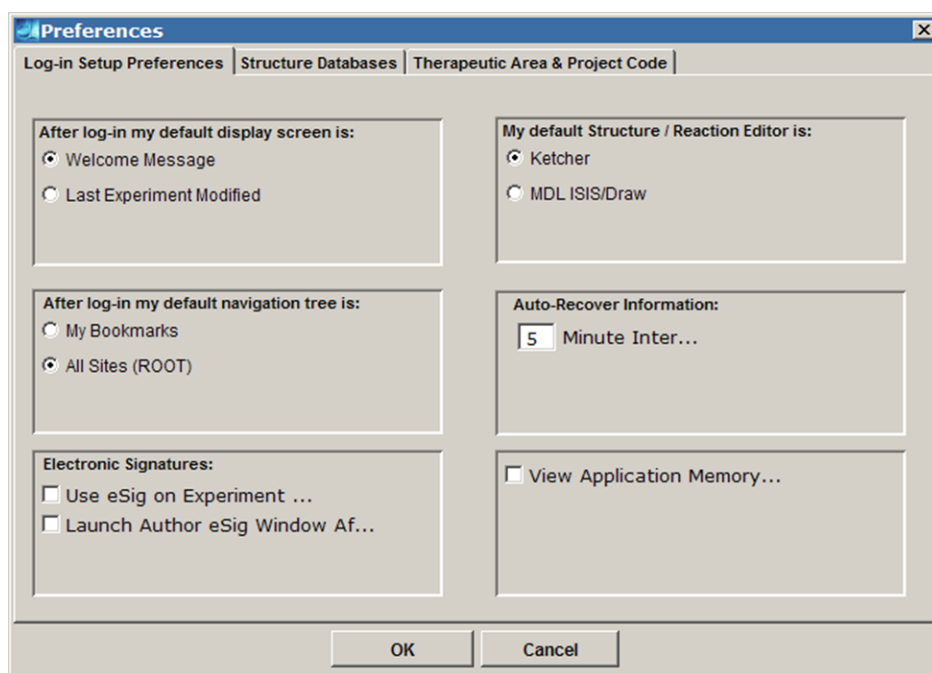 Preferences
Log-in Setup Preferences Structure Databases Therapeutic Area & Project Code
After log-in my default display screen is:
Welcome Message
Last Experiment Modified
My default Structure / Reaction Editor is:
Ketcher
MDL ISIS/Draw
After log-in my default navigation tree is:
My Bookmarks
All Sites (ROOT)
Auto-Recover Information:
5 Minute Inter...
Electronic Signatures:
Use eSig on Experiment ...
Launch Author eSig Window Af...
View Application Memory...
OK Cancel